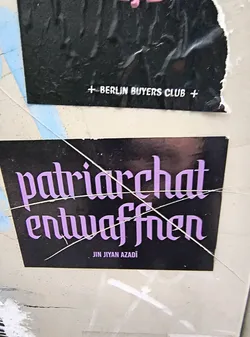 + BERLIN BUYERS CLUB +
patriarchat
entwaffnen
JIN JIYAN AZADÎ